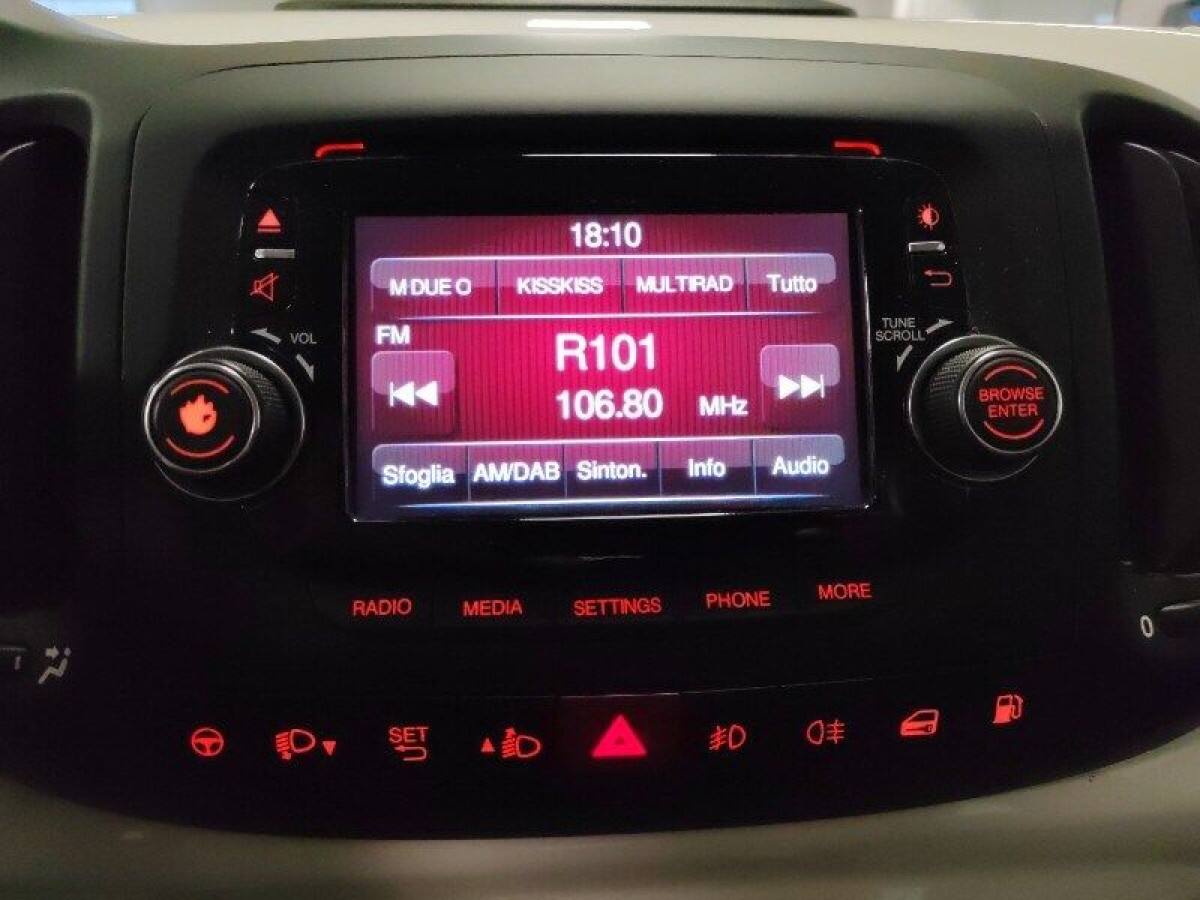 18:10
M DUE O KISSKISS MULTIRAD Tutto
FM
R101
106.80 MHz
Sfoglia AM/DAB Sinton. Info Audio
VOL
TUNE
SCROLL
BROWSE
ENTER
RADIO MEDIA SETTINGS PHONE MORE
0
SET